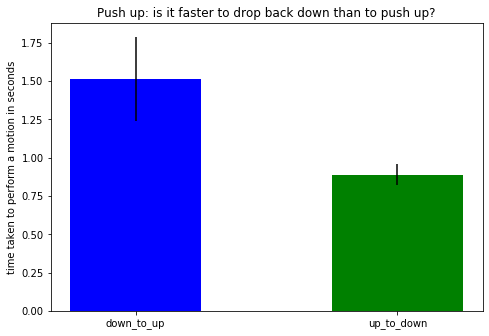 Push up: is it faster to drop back down than to push up?
time taken to perform a motion in seconds
1.75
1.50
1.25
1.00
0.75
0.50
0.25
0.00
down_to_up
up_to_down